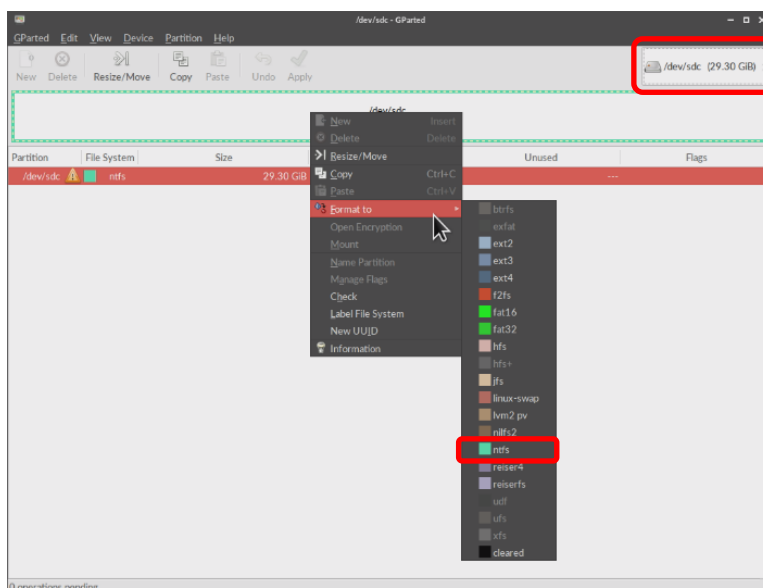 /dev/sdc - GParted
GParted Edit View Device Partition Help
New Delete Resize/Move Copy Paste Undo Apply
/dev/sdc (29.30 GiB)
/dev/sdc
Partition File System Size Unused Flags
/dev/sdc ntfs 29.30 GiB ---
New Insert
Delete Delete
Resize/Move
Copy Ctrl+C
Paste Ctrl+V
Format to
Open Encryption
Mount
Name Partition
Manage Flags
Check
Label File System
New UUID
Information
btrfs
exfat
ext2
ext3
ext4
f2fs
fat16
fat32
hfs
hfs+
jfs
linux-swap
lvm2 pv
nilfs2
ntfs
reiser4
reiserfs
udf
ufs
xfs
cleared
0 operations pending